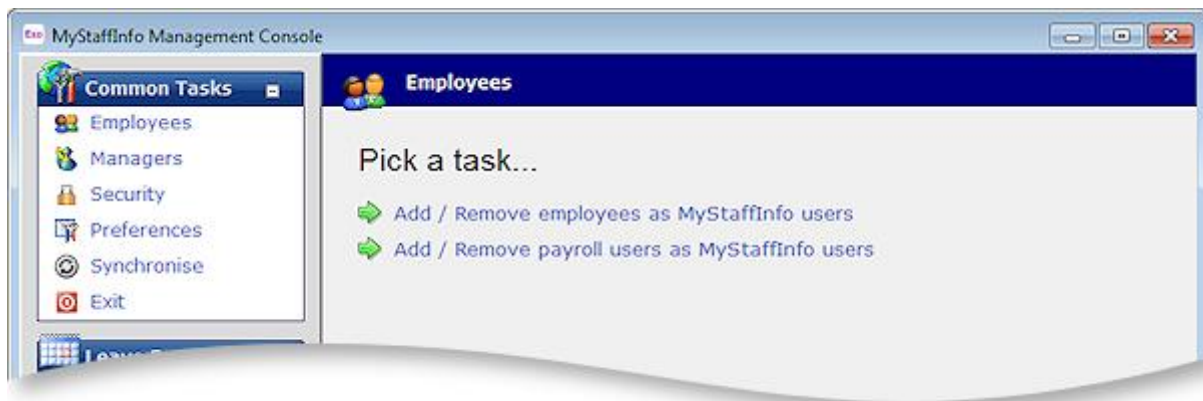 Exo MyStaffInfo Management Console
Common Tasks
Employees
Managers
Security
Preferences
Synchronise
Exit
Employees
Pick a task...
Add / Remove employees as MyStaffInfo users
Add / Remove payroll users as MyStaffInfo users